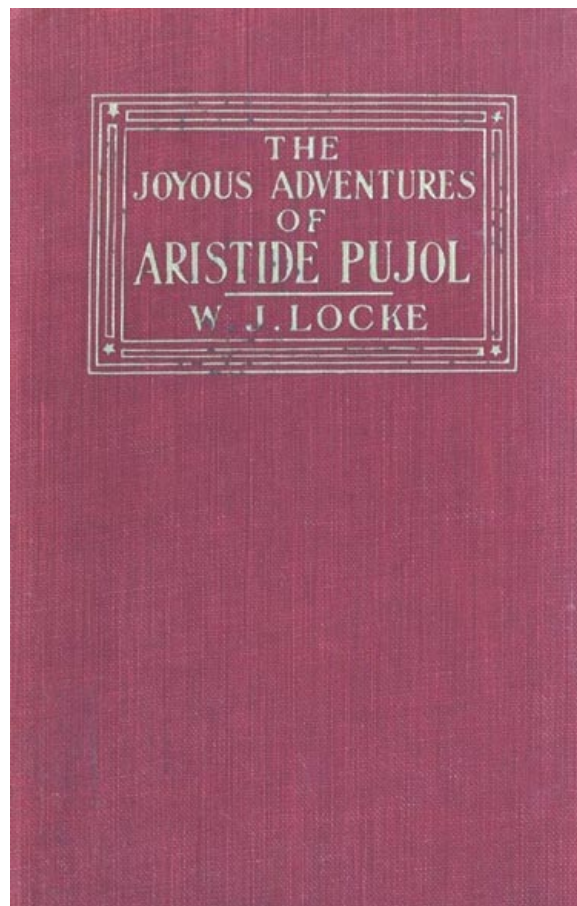 THE
JOYOUS ADVENTURES
OF
ARISTIDE PUJOL
W. J. LOCKE